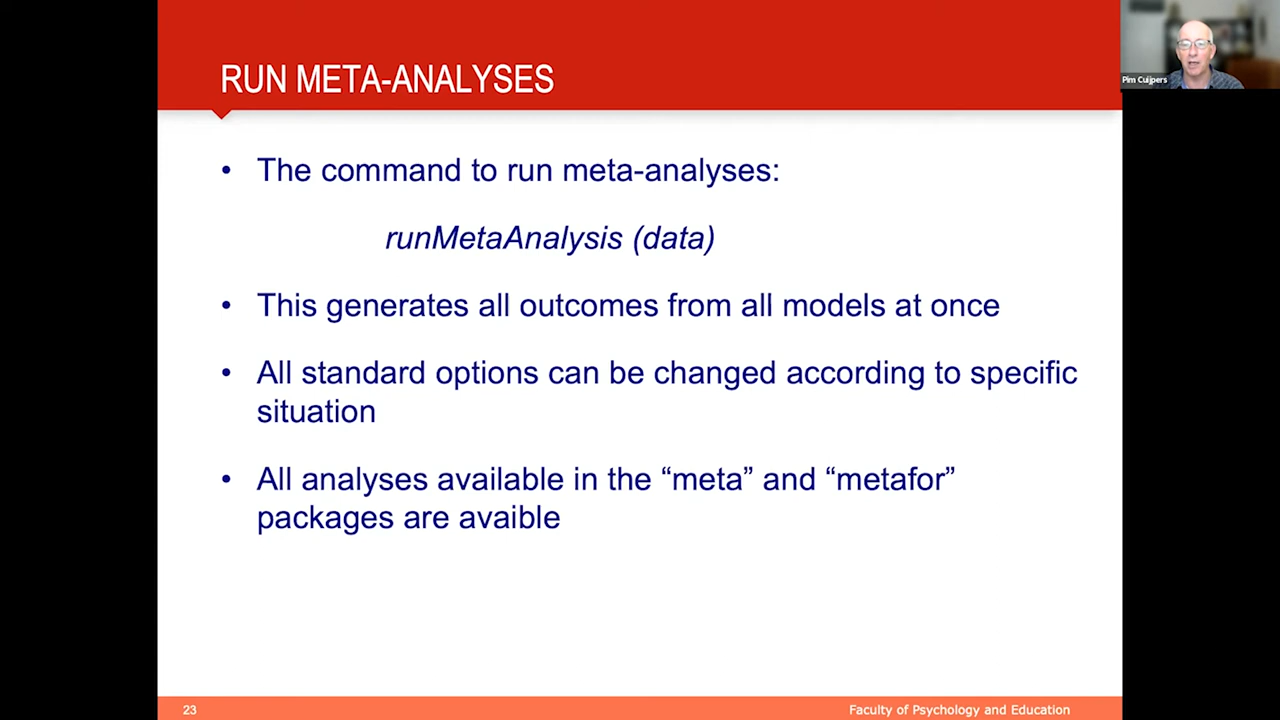 RUN META-ANALYSES
Pim Cuijpers
• The command to run meta-analyses:
runMetaAnalysis (data)
• This generates all outcomes from all models at once
• All standard options can be changed according to specific
situation
• All analyses available in the “meta” and “metafor”
packages are avaible
23
Faculty of Psychology and Education